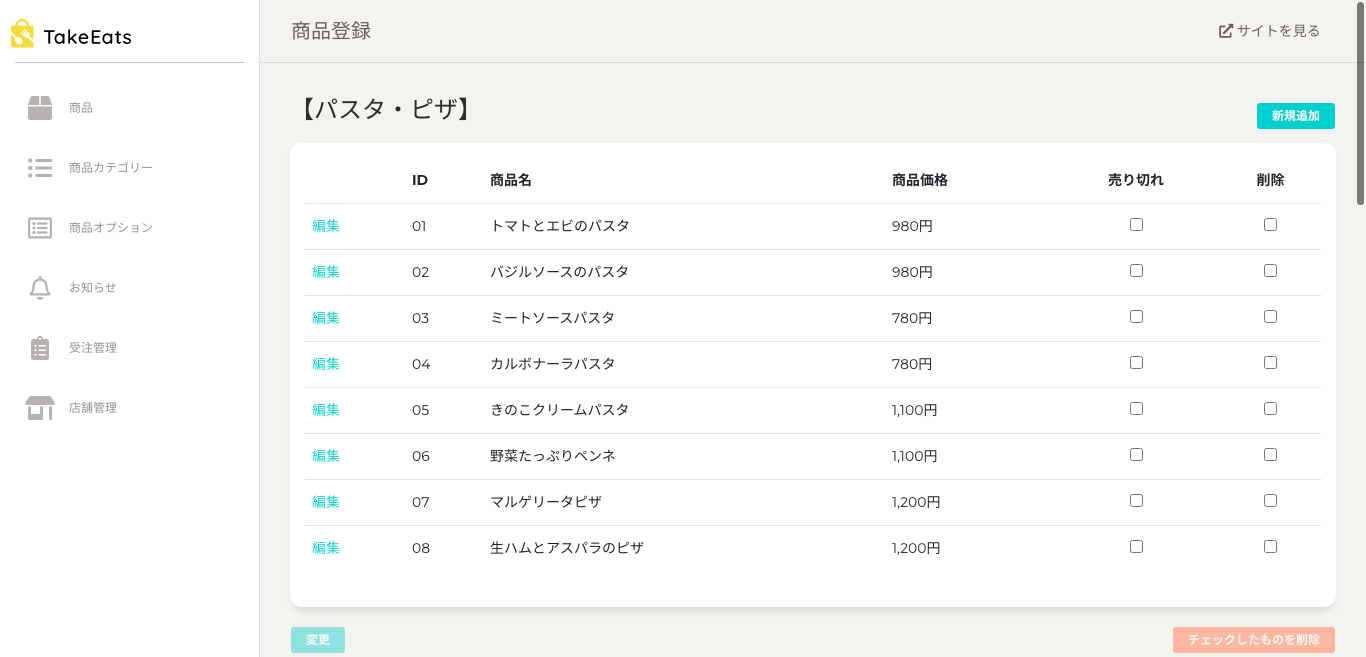 TakeEats
商品
商品カテゴリー
商品オプション
お知らせ
受注管理
店舗管理
商品登録
サイトを見る
【パスタ・ピザ】
新規追加
ID 商品名 商品価格 売り切れ 削除
編集 01 トマトとエビのパスタ 980円
編集 02 バジルソースのパスタ 980円
編集 03 ミートソースパスタ 780円
編集 04 カルボナーラパスタ 780円
編集 05 きのこクリームパスタ 1,100円
編集 06 野菜たっぷりペンネ 1,100円
編集 07 マルゲリータピザ 1,200円
編集 08 生ハムとアスパラのピザ 1,200円
変更
チェックしたものを削除